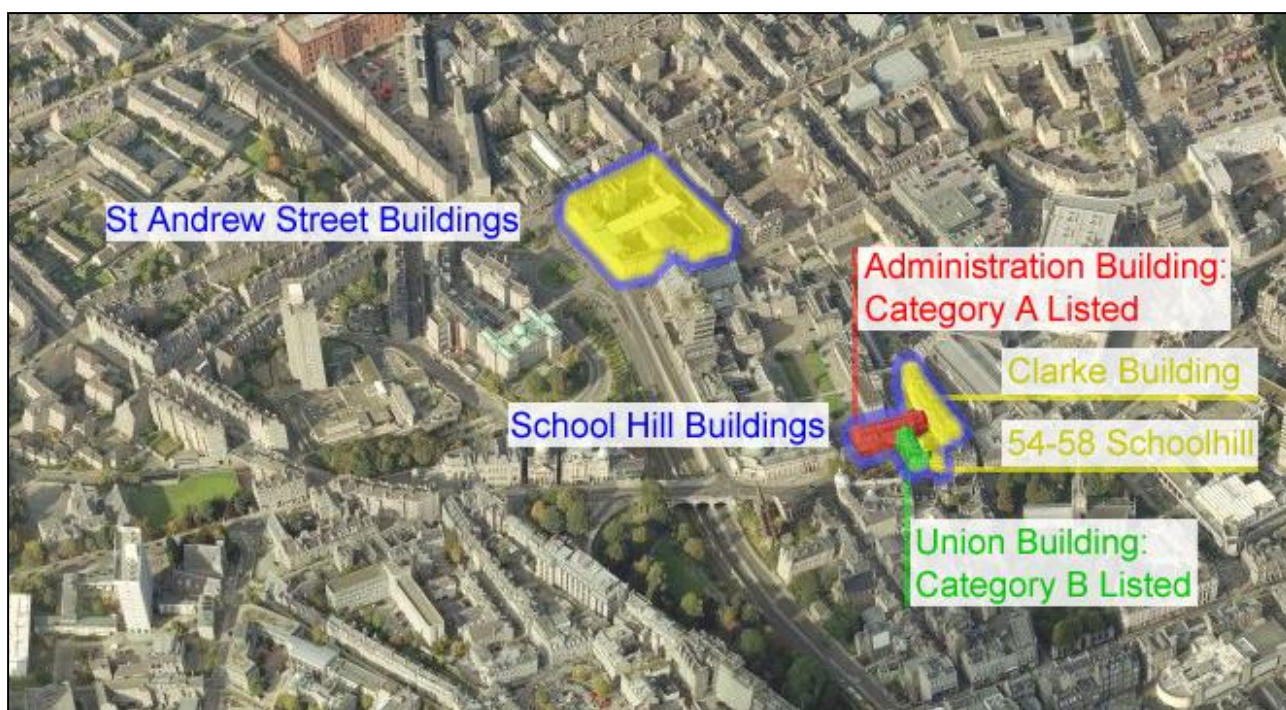 St Andrew Street Buildings
Administration Building:
Category A Listed
Clarke Building
School Hill Buildings
54-58 Schoolhill
Union Building:
Category B Listed